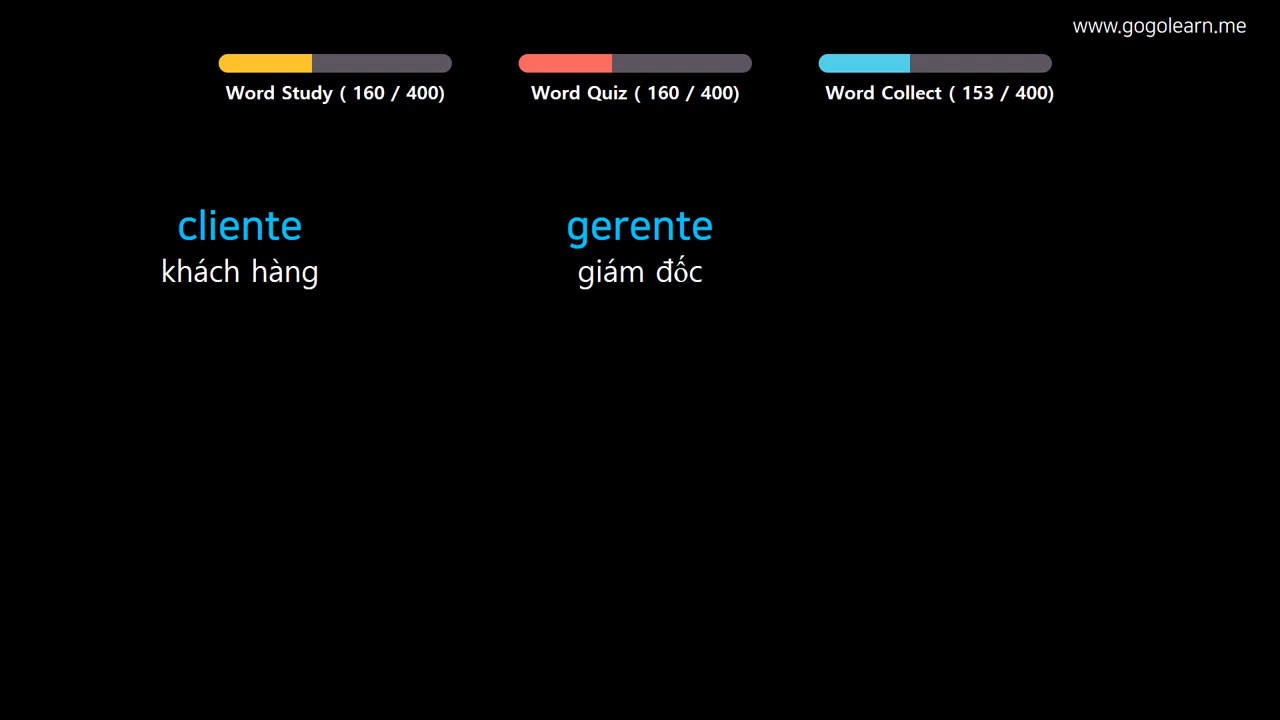 www.gogolearn.me
Word Study ( 160 / 400)
Word Quiz ( 160 / 400)
Word Collect ( 153 / 400)
cliente
khách hàng
gerente
giám đốc